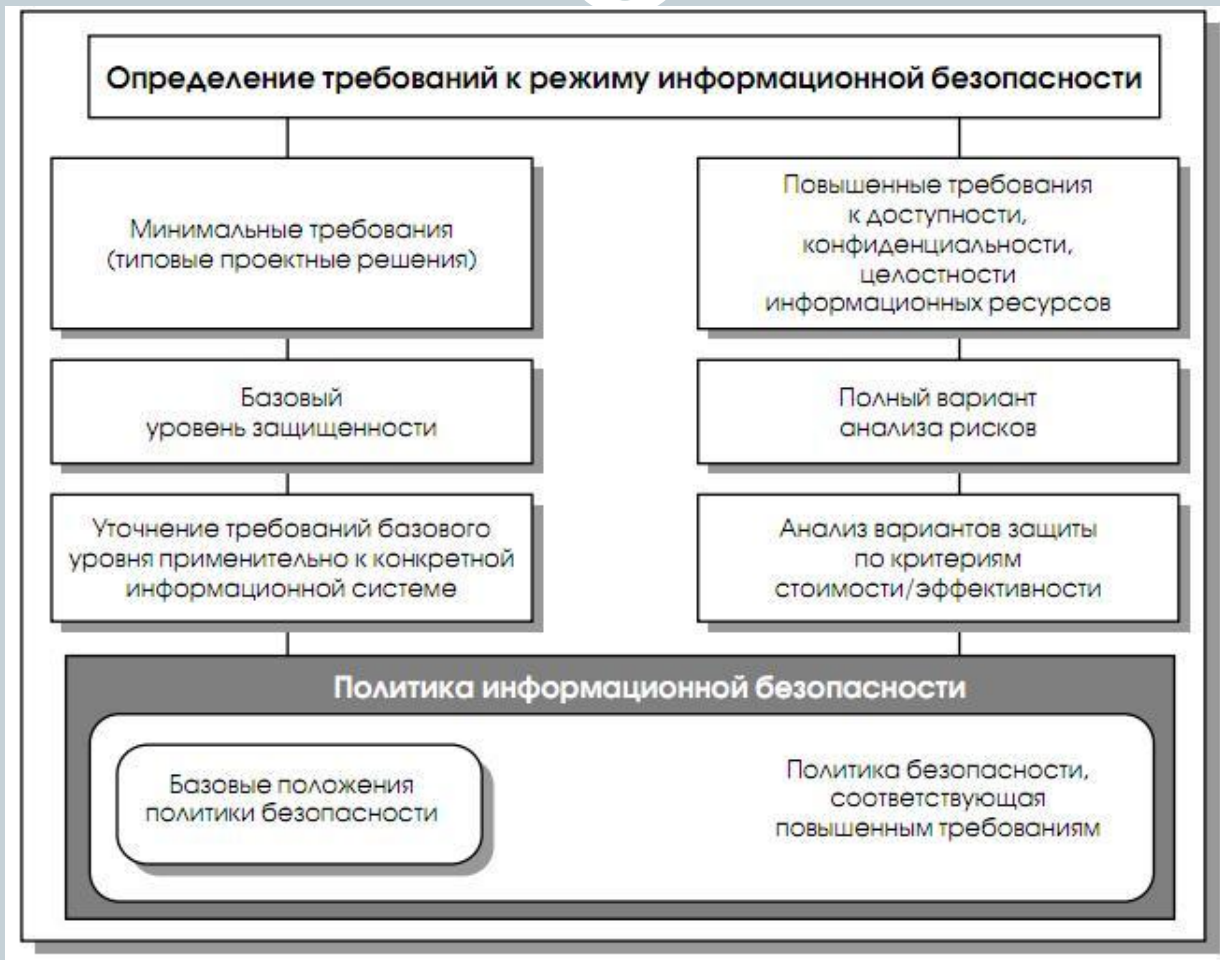 Определение требований к режиму информационной безопасности
Минимальные требования
(типовые проектные решения)
Повышенные требования
к доступности,
конфиденциальности,
целостности
информационных ресурсов
Базовый
уровень защищенности
Полный вариант
анализа рисков
Уточнение требований базового
уровня применительно к конкретной
информационной системе
Анализ вариантов защиты
по критериям
стоимости/эффективности
Политика информационной безопасности
Базовые положения
политики безопасности
Политика безопасности,
соответствующая
повышенным требованиям